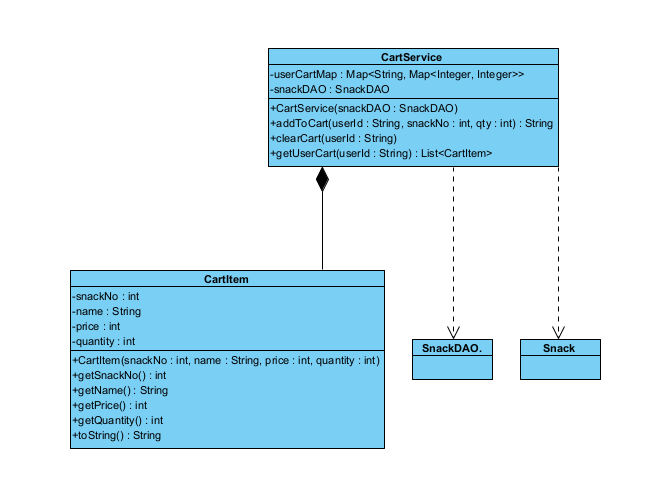 CartService
-userCartMap : Map<String, Map<Integer, Integer>>
-snackDAO : SnackDAO
+CartService(snackDAO : SnackDAO)
+addToCart(userId : String, snackNo : int, qty : int) : String
+clearCart(userId : String)
+getUserCart(userId : String) : List<CartItem>
CartItem
-snackNo : int
-name : String
-price : int
-quantity : int
+CartItem(snackNo : int, name : String, price : int, quantity : int)
+getSnackNo() : int
+getName() : String
+getPrice() : int
+getQuantity() : int
+toString() : String
SnackDAO.
Snack